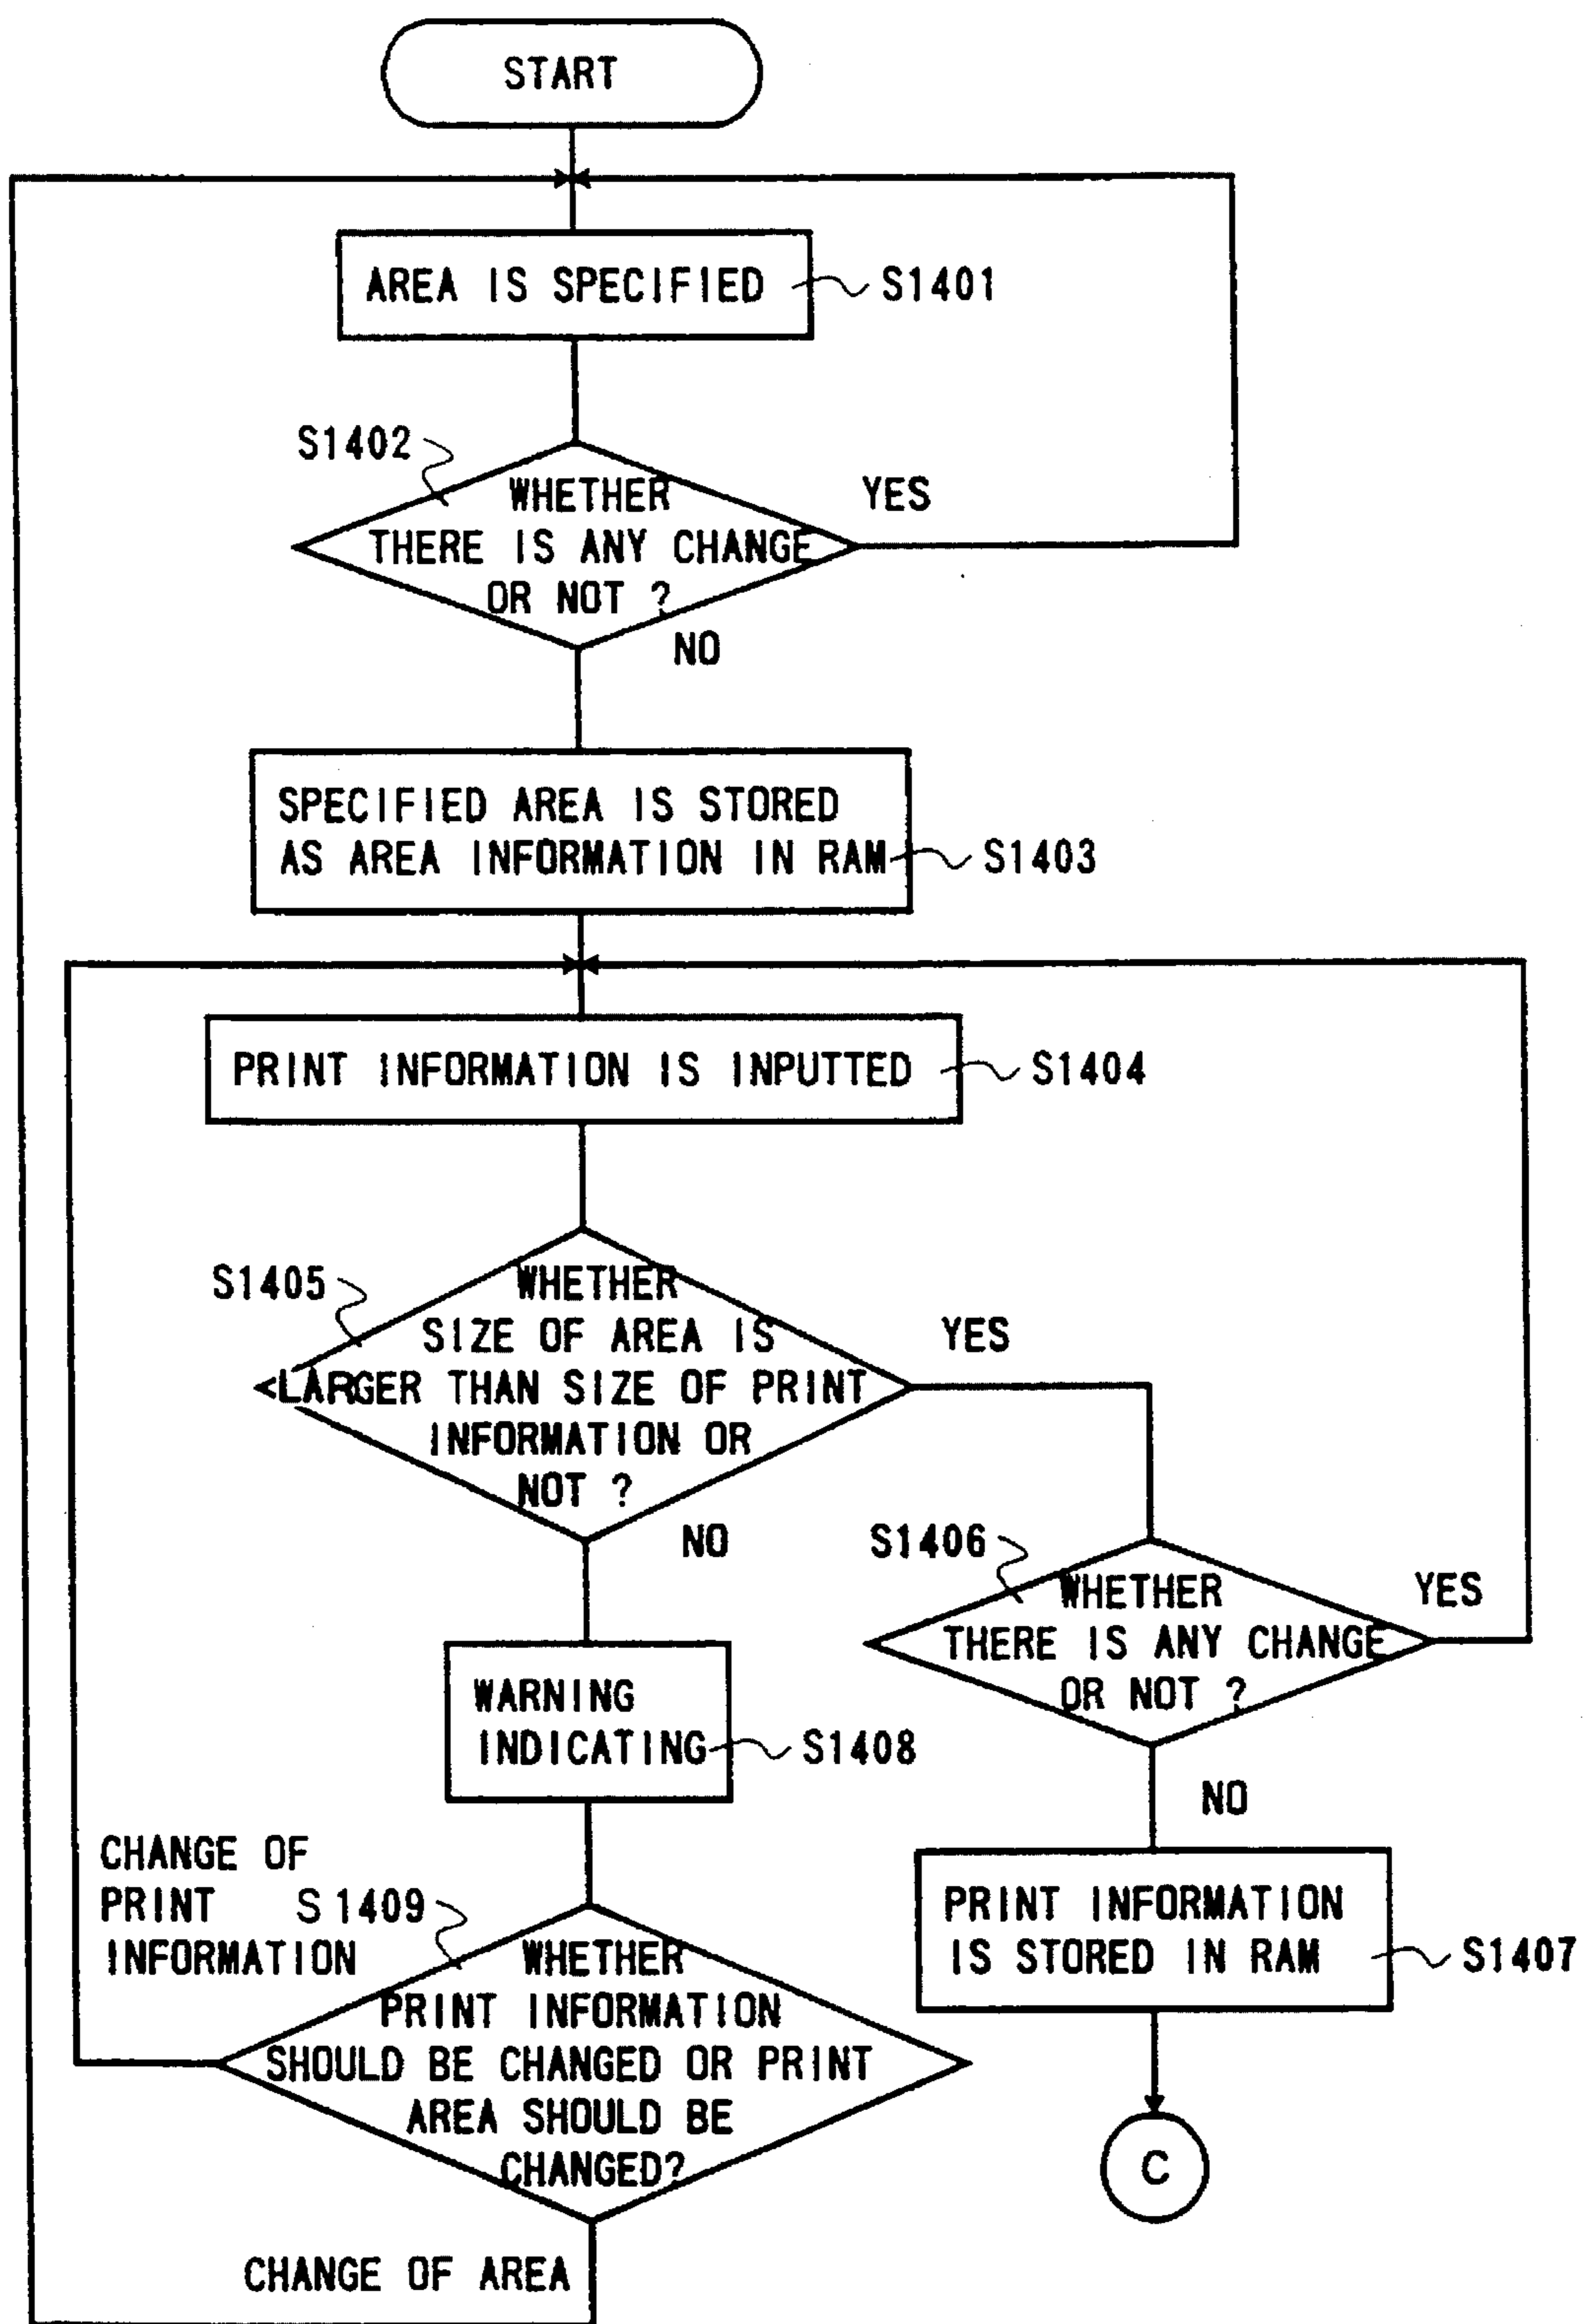 START
AREA IS SPECIFIED
S1401
S1402
WHETHER
THERE IS ANY CHANGE
OR NOT ?
YES
NO
SPECIFIED AREA IS STORED
AS AREA INFORMATION IN RAM
S1403
PRINT INFORMATION IS INPUTTED
S1404
S1405
WHETHER
SIZE OF AREA IS
LARGER THAN SIZE OF PRINT
INFORMATION OR
NOT ?
YES
NO
S1406
WHETHER
THERE IS ANY CHANGE
OR NOT ?
YES
NO
WARNING
INDICATING
S1408
PRINT INFORMATION
IS STORED IN RAM
S1407
CHANGE OF
PRINT
INFORMATION
S1409
WHETHER
PRINT INFORMATION
SHOULD BE CHANGED OR PRINT
AREA SHOULD BE
CHANGED?
C
CHANGE OF AREA